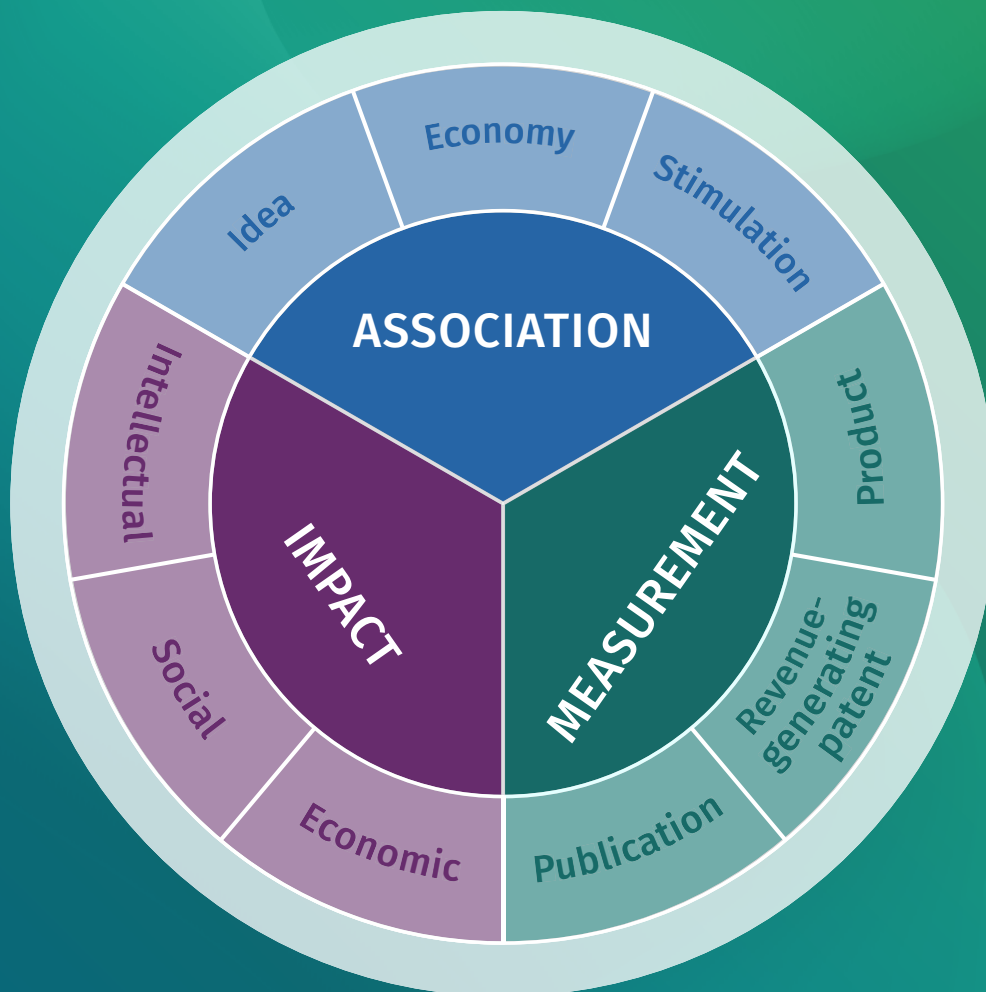 Economy
Idea
Stimulation
ASSOCIATION
Intellectual
Product
IMPACT
MEASUREMENT
Social
Revenue-
generating
patent
Economic
Publication